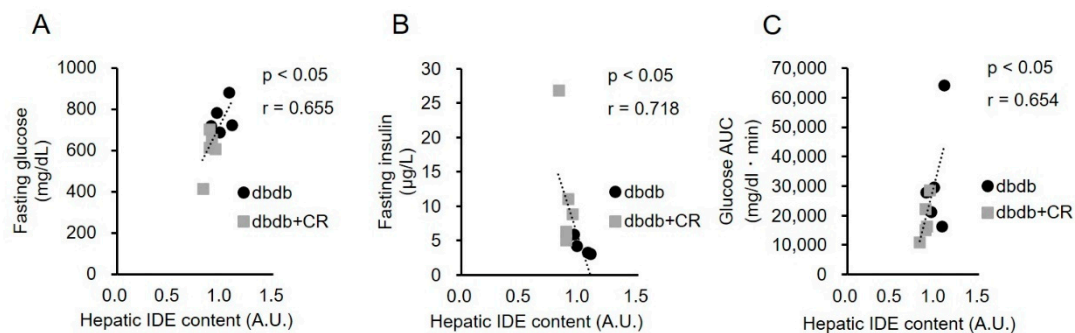 A
p < 0.05
r = 0.655
1000
800
600
400
200
0
Fasting glucose
(mg/dL)
dbdb
dbdb+CR
0.0 0.5 1.0 1.5
Hepatic IDE content (A.U.)
B
p < 0.05
r = 0.718
30
25
20
15
10
5
0
Fasting insulin
(µg/L)
dbdb
dbdb+CR
0.0 0.5 1.0 1.5
Hepatic IDE content (A.U.)
C
p < 0.05
r = 0.654
70,000
60,000
50,000
40,000
30,000
20,000
10,000
0
Glucose AUC
(mg/dl・min)
dbdb
dbdb+CR
0.0 0.5 1.0 1.5
Hepatic IDE content (A.U.)